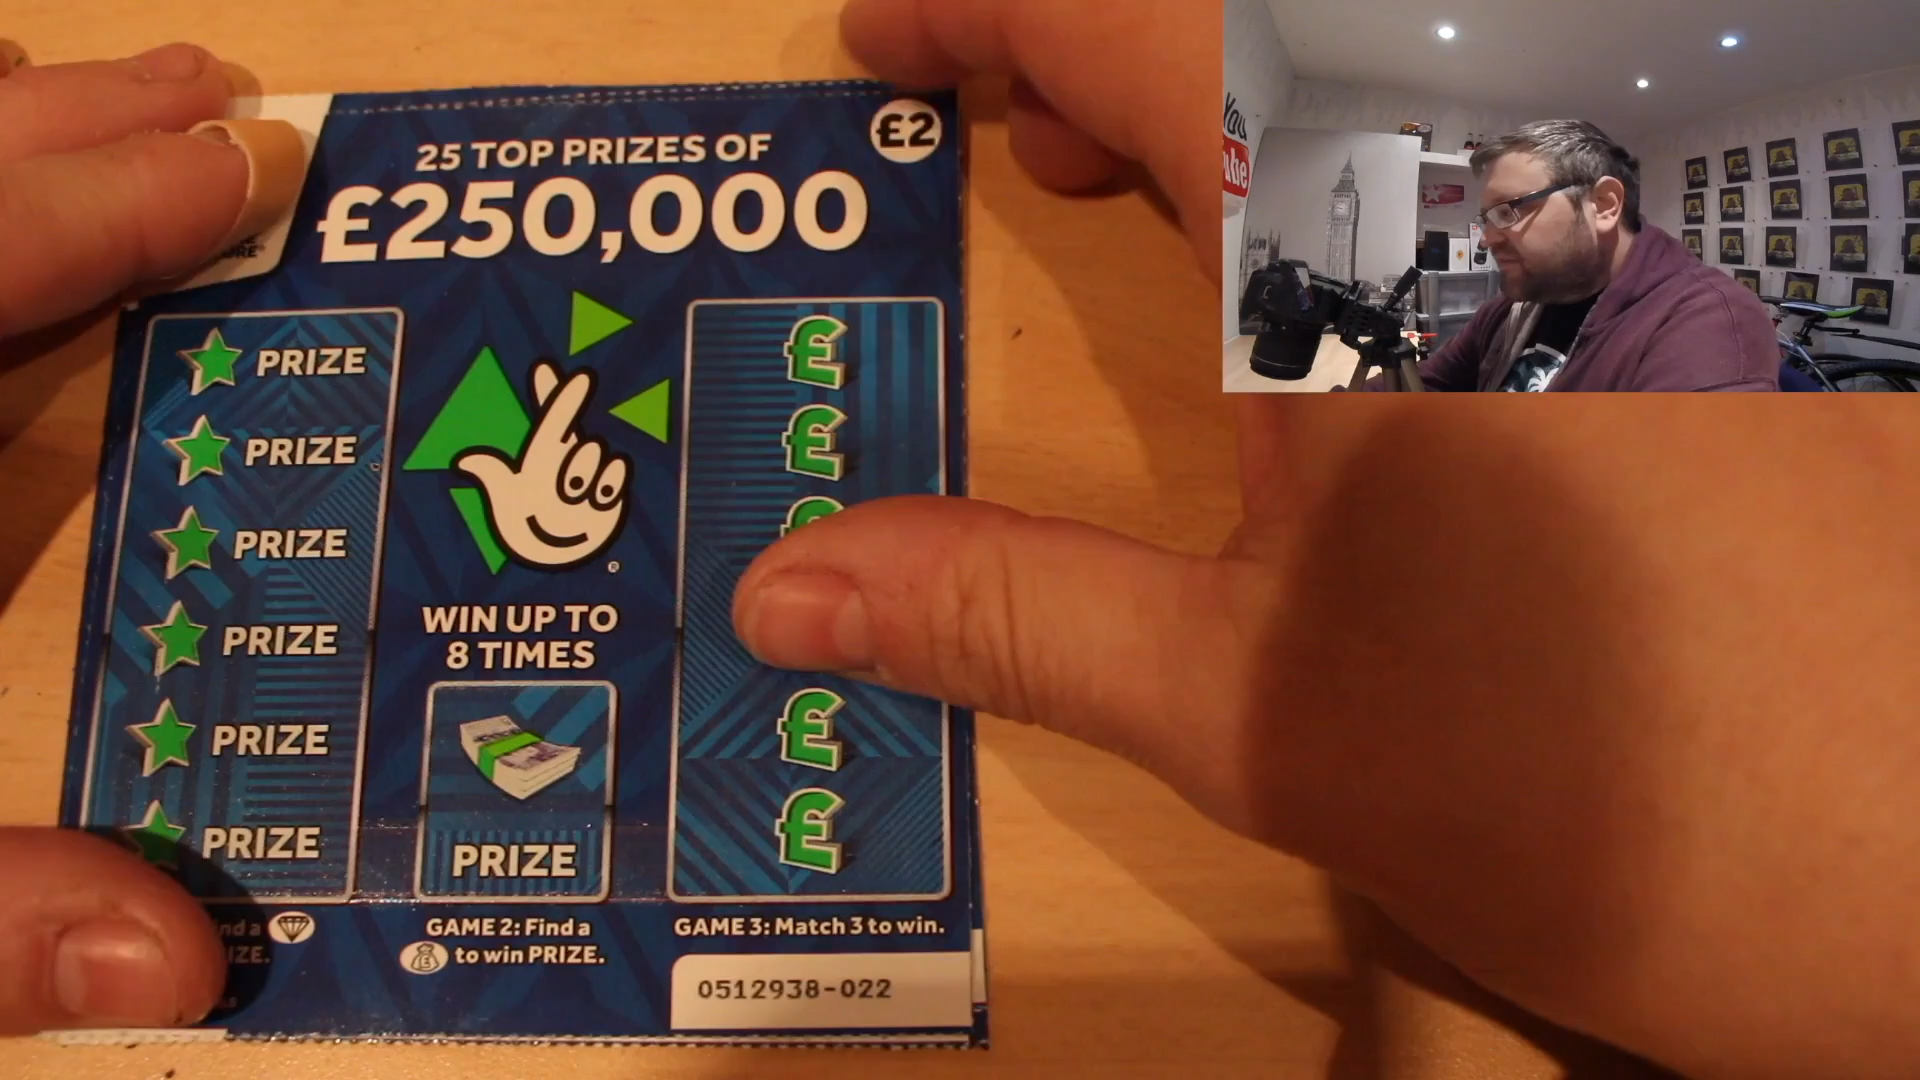 25 TOP PRIZES OF
£250,000
£2
PRIZE
PRIZE
PRIZE
PRIZE
PRIZE
PRIZE
WIN UP TO
8 TIMES
PRIZE
£
£
£
£
GAME 2: Find a
£ to win PRIZE.
GAME 3: Match 3 to win.
0512938-022
You